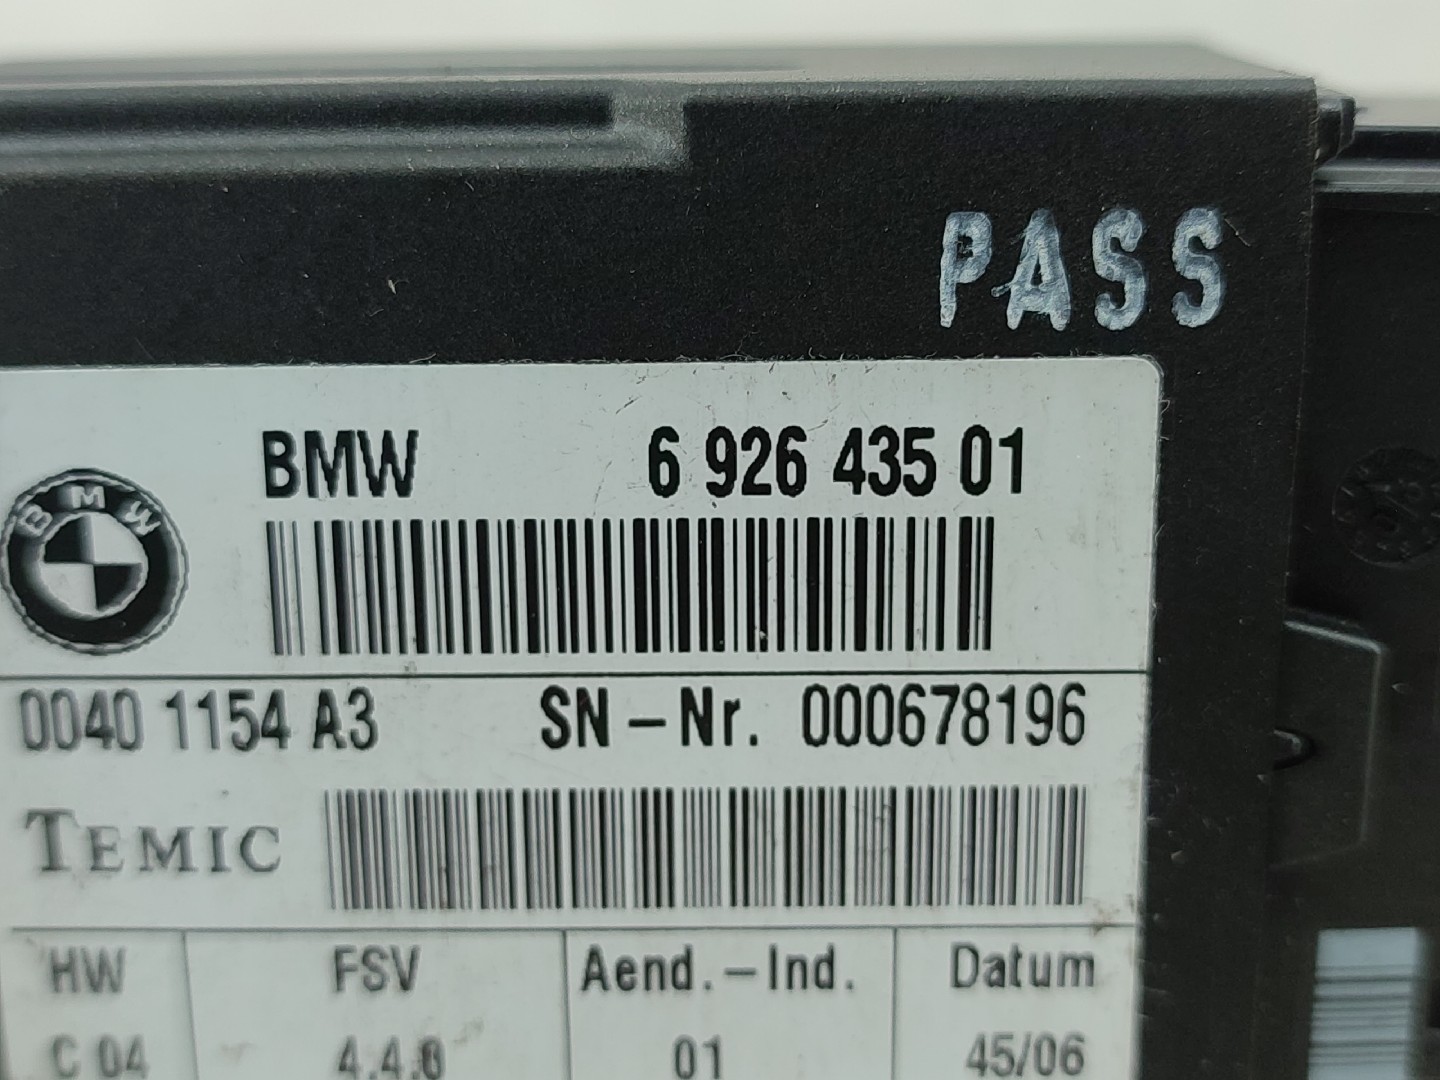 PASS
BMW 6 926 435 01
BMW
0040 1154 A3 SN-Nr. 000678196
TEMIC
HW FSV Aend.-Ind. Datum
C 04 4.4.0 01 45/06